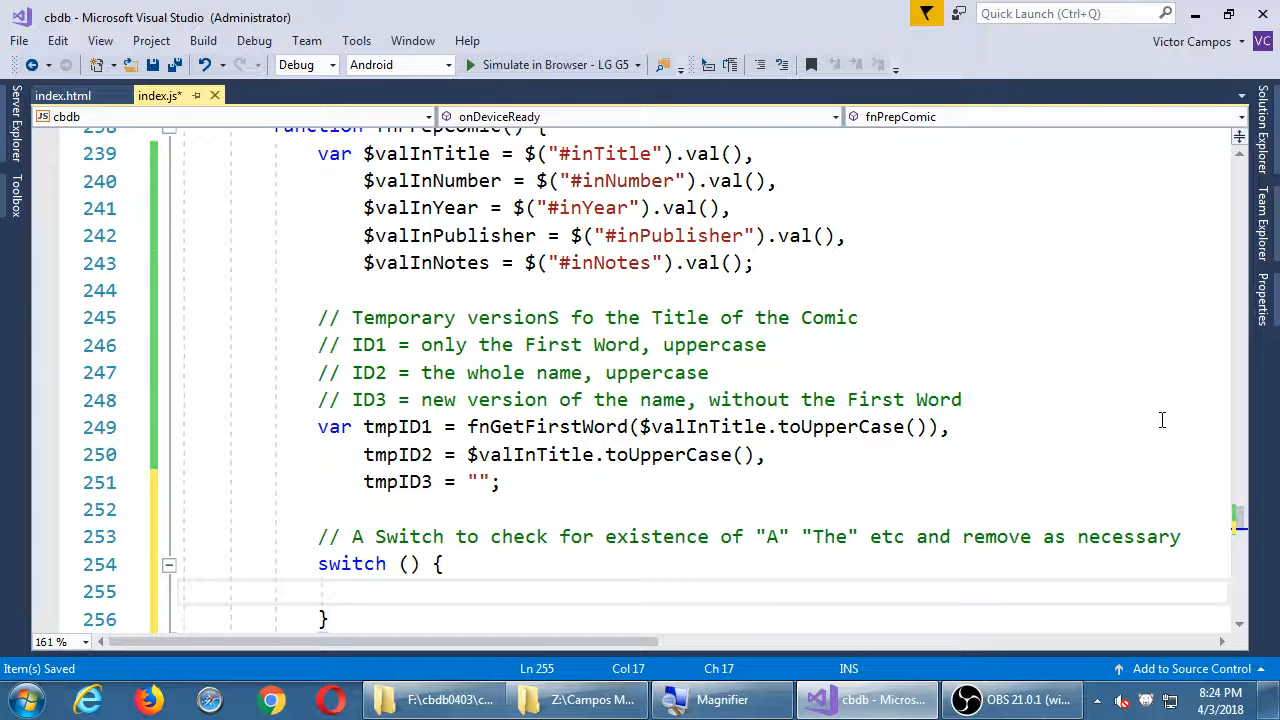 cbdb - Microsoft Visual Studio (Administrator)
Quick Launch (Ctrl+Q)
File Edit View Project Build Debug Team Tools Window Help
Victor Campos VC
Debug Android Simulate in Browser - LG G5
index.html index.js*
JS cbdb onDeviceReady fnPrepComic
238 function fnPrepComic() {
239 var $valInTitle = $("#inTitle").val(),
240 $valInNumber = $("#inNumber").val(),
241 $valInYear = $("#inYear").val(),
242 $valInPublisher = $("#inPublisher").val(),
243 $valInNotes = $("#inNotes").val();
244
245 // Temporary versionS fo the Title of the Comic
246 // ID1 = only the First Word, uppercase
247 // ID2 = the whole name, uppercase
248 // ID3 = new version of the name, without the First Word
249 var tmpID1 = fnGetFirstWord($valInTitle.toUpperCase()),
250 tmpID2 = $valInTitle.toUpperCase(),
251 tmpID3 = "";
252
253 // A Switch to check for existence of "A" "The" etc and remove as necessary
254 switch () {
255
256 }
Server Explorer
Toolbox
Solution Explorer
Team Explorer
Properties
161 %
Item(s) Saved Ln 255 Col 17 Ch 17 INS Add to Source Control
F:\cbdb0403\c... Z:\Campos M... Magnifier cbdb - Micros... OBS 21.0.1 (wi... 8:24 PM
4/3/2018